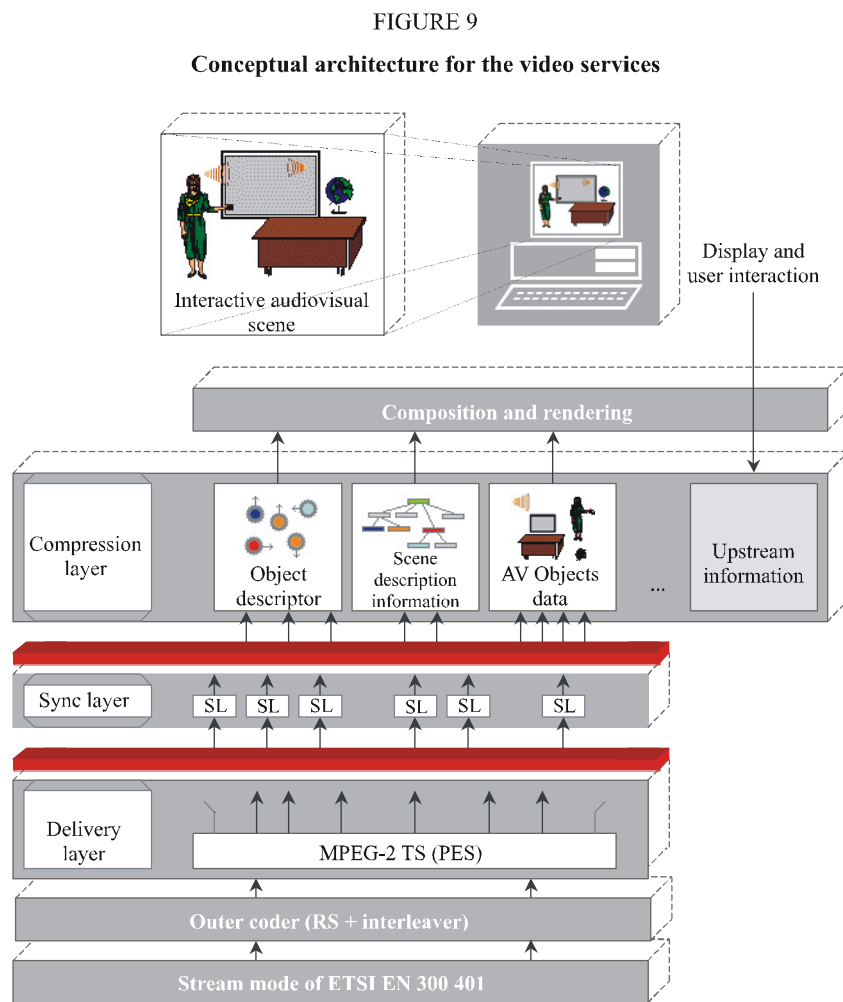 FIGURE 9
Conceptual architecture for the video services
Interactive audiovisual
scene
Display and
user interaction
Composition and rendering
Compression
layer
Object
descriptor
Scene
description
information
AV Objects
data
...
Upstream
information
Sync layer
SL
SL
SL
SL
SL
SL
Delivery
layer
MPEG-2 TS (PES)
Outer coder (RS + interleaver)
Stream mode of ETSI EN 300 401